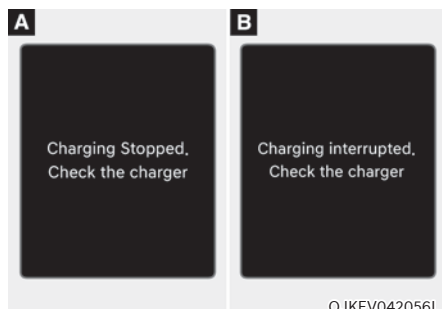 A
Charging Stopped.
Check the charger
B
Charging interrupted.
Check the charger
OJKEV042056L